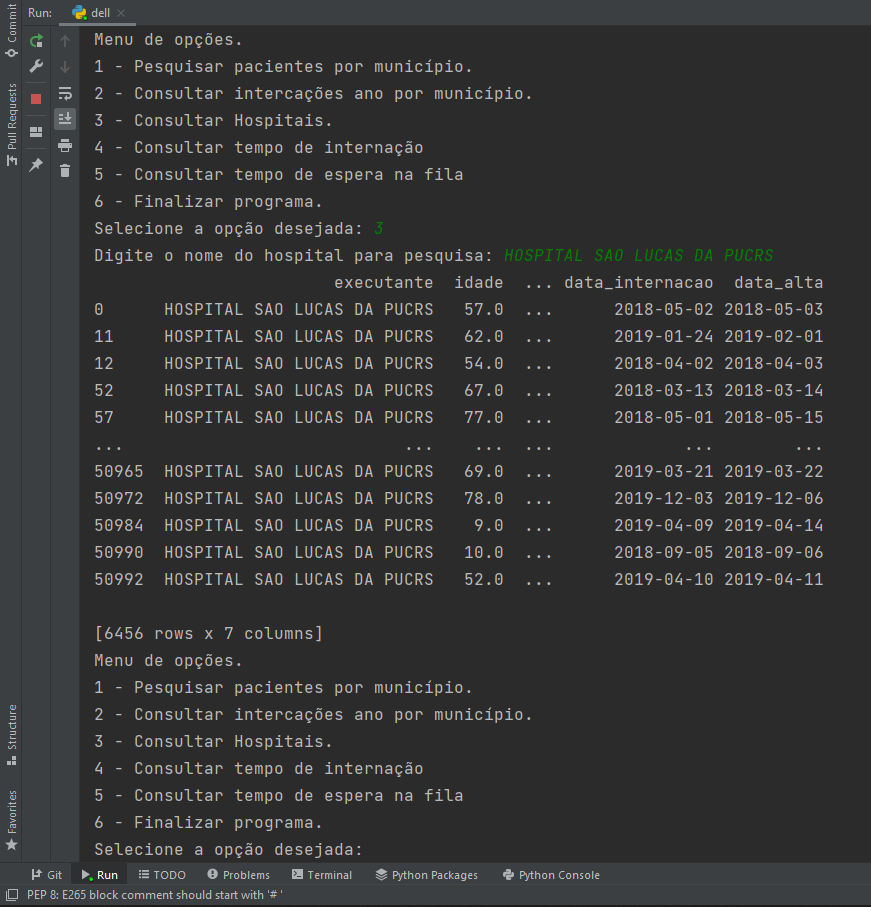 Run: dell
Commit
Pull Requests
Menu de opções.
1 - Pesquisar pacientes por município.
2 - Consultar intercações ano por município.
3 - Consultar Hospitais.
4 - Consultar tempo de internação
5 - Consultar tempo de espera na fila
6 - Finalizar programa.
Selecione a opção desejada: 3
Digite o nome do hospital para pesquisa: HOSPITAL SAO LUCAS DA PUCRS
executante idade ... data_internacao data_alta
0 HOSPITAL SAO LUCAS DA PUCRS 57.0 ... 2018-05-02 2018-05-03
11 HOSPITAL SAO LUCAS DA PUCRS 62.0 ... 2019-01-24 2019-02-01
12 HOSPITAL SAO LUCAS DA PUCRS 54.0 ... 2018-04-02 2018-04-03
52 HOSPITAL SAO LUCAS DA PUCRS 67.0 ... 2018-03-13 2018-03-14
57 HOSPITAL SAO LUCAS DA PUCRS 77.0 ... 2018-05-01 2018-05-15
... ... ... ... ... ...
50965 HOSPITAL SAO LUCAS DA PUCRS 69.0 ... 2019-03-21 2019-03-22
50972 HOSPITAL SAO LUCAS DA PUCRS 78.0 ... 2019-12-03 2019-12-06
50984 HOSPITAL SAO LUCAS DA PUCRS 9.0 ... 2019-04-09 2019-04-14
50990 HOSPITAL SAO LUCAS DA PUCRS 10.0 ... 2018-09-05 2018-09-06
50992 HOSPITAL SAO LUCAS DA PUCRS 52.0 ... 2019-04-10 2019-04-11
[6456 rows x 7 columns]
Menu de opções.
1 - Pesquisar pacientes por município.
2 - Consultar intercações ano por município.
3 - Consultar Hospitais.
4 - Consultar tempo de internação
5 - Consultar tempo de espera na fila
6 - Finalizar programa.
Selecione a opção desejada:
Structure
Favorites
Git Run TODO Problems Terminal Python Packages Python Console
PEP 8: E265 block comment should start with '# '